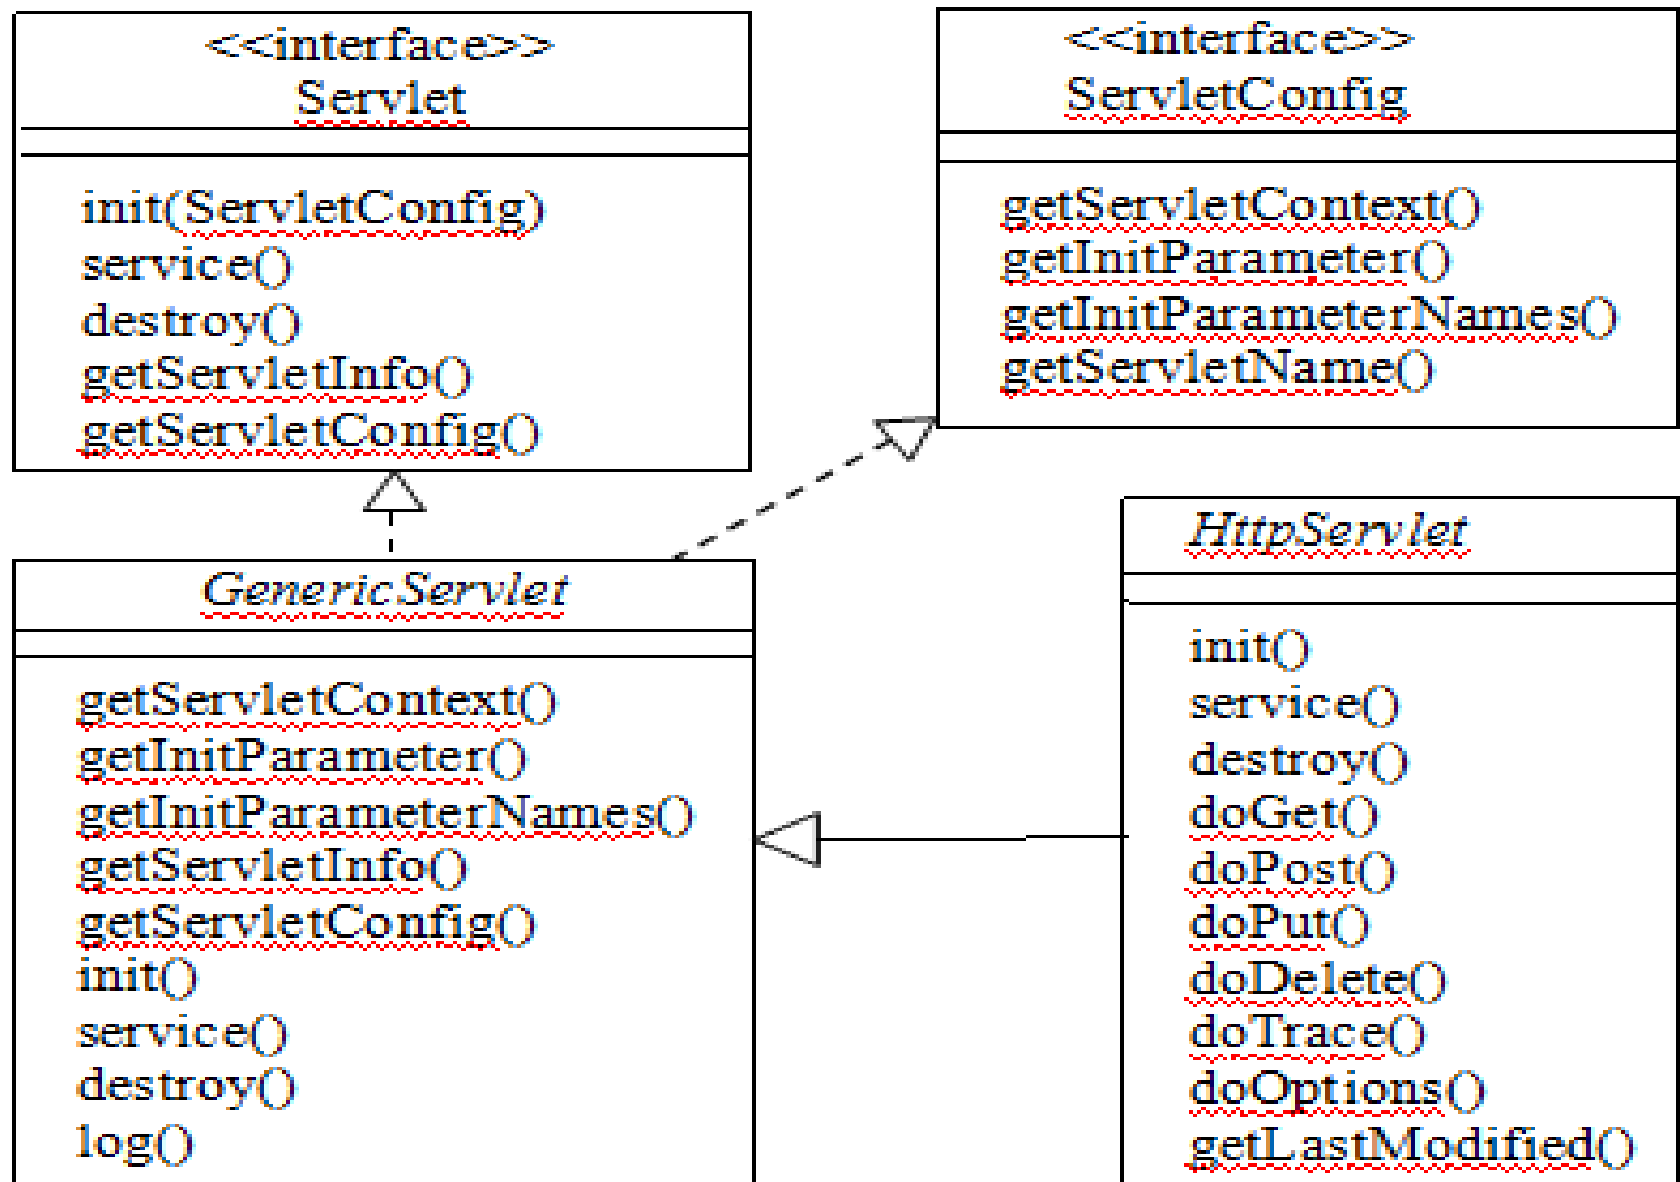 <<interface>>
Servlet
init(ServletConfig)
service()
destroy()
getServletInfo()
getServletConfig()
<<interface>>
ServletConfig
getServletContext()
getInitParameter()
getInitParameterNames()
getServletName()
GenericServlet
getServletContext()
getInitParameter()
getInitParameterNames()
getServletInfo()
getServletConfig()
init()
service()
destroy()
log()
HttpServlet
init()
service()
destroy()
doGet()
doPost()
doPut()
doDelete()
doTrace()
doOptions()
getLastModified()